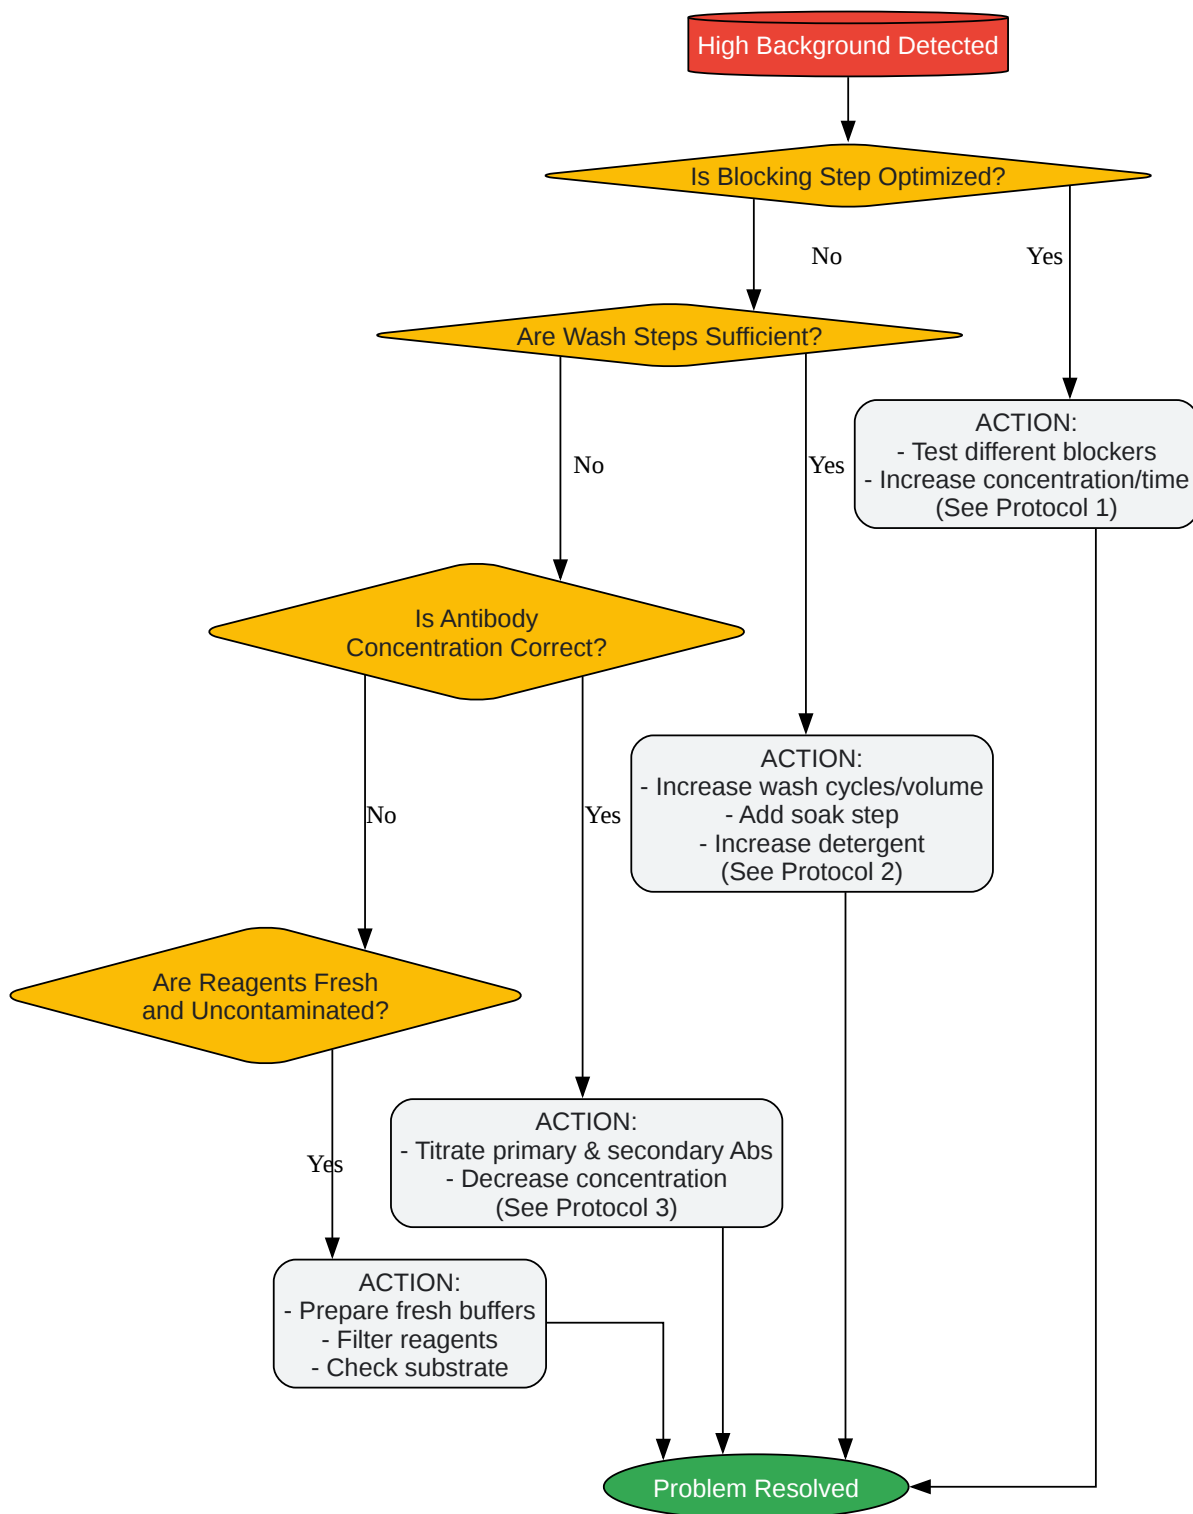 High Background Detected
Is Blocking Step Optimized?
No
Yes
Are Wash Steps Sufficient?
No
Yes
ACTION:
- Test different blockers
- Increase concentration/time
(See Protocol 1)
Is Antibody
Concentration Correct?
No
Yes
ACTION:
- Increase wash cycles/volume
- Add soak step
- Increase detergent
(See Protocol 2)
Are Reagents Fresh
and Uncontaminated?
Yes
ACTION:
- Titrate primary & secondary Abs
- Decrease concentration
(See Protocol 3)
ACTION:
- Prepare fresh buffers
- Filter reagents
- Check substrate
Problem Resolved